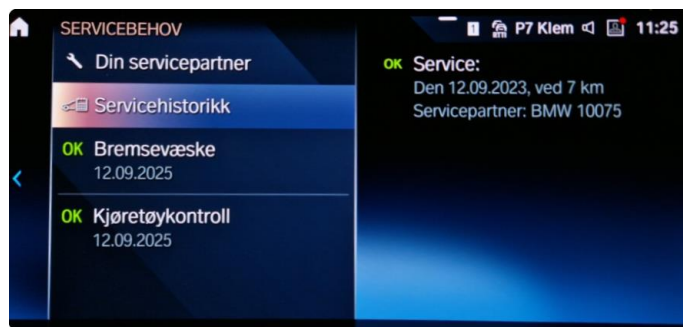 SERVICEBEHOV
1 P7 Klem 11:25
Din servicepartner
Servicehistorikk
OK Bremsevæske
12.09.2025
OK Kjøretøykontroll
12.09.2025
OK Service:
Den 12.09.2023, ved 7 km
Servicepartner: BMW 10075